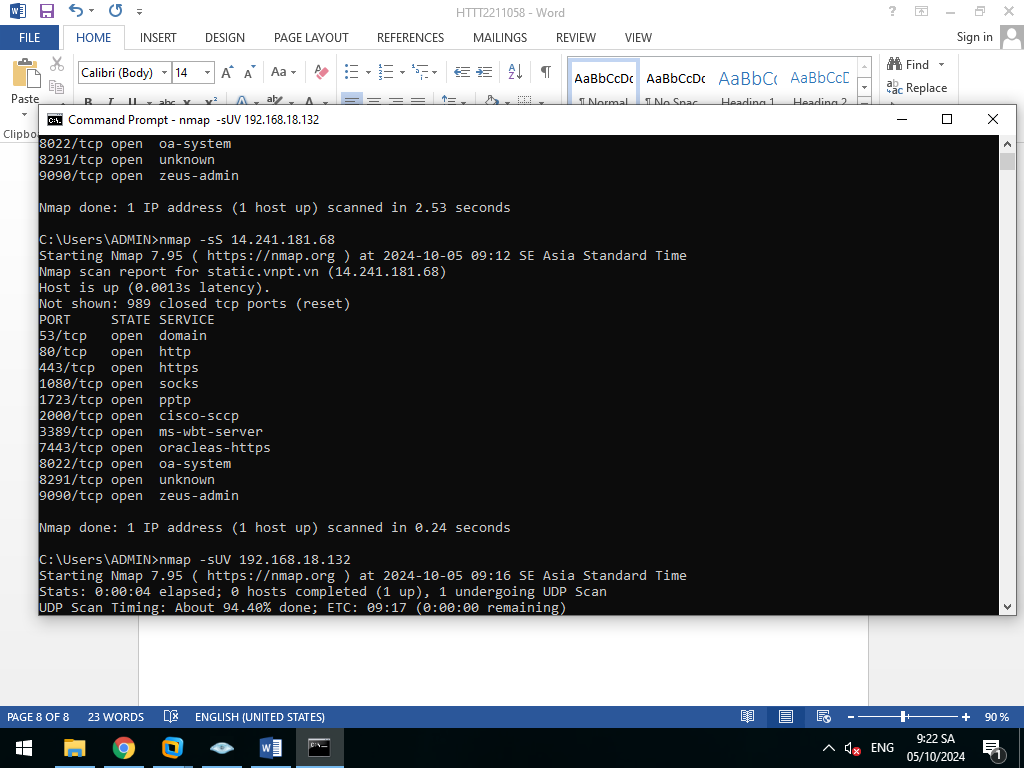 HTTT2211058 - Word
FILE HOME INSERT DESIGN PAGE LAYOUT REFERENCES MAILINGS REVIEW VIEW Sign in
Paste
Calibri (Body) 14
AaBbCcDc AaBbCcDc AaBbCc AaBbCcD
Find
Replace
Clipbo
Command Prompt - nmap -sUV 192.168.18.132
8022/tcp open oa-system
8291/tcp open unknown
9090/tcp open zeus-admin
Nmap done: 1 IP address (1 host up) scanned in 2.53 seconds
C:\Users\ADMIN>nmap -sS 14.241.181.68
Starting Nmap 7.95 ( https://nmap.org ) at 2024-10-05 09:12 SE Asia Standard Time
Nmap scan report for static.vnpt.vn (14.241.181.68)
Host is up (0.0013s latency).
Not shown: 989 closed tcp ports (reset)
PORT STATE SERVICE
53/tcp open domain
80/tcp open http
443/tcp open https
1080/tcp open socks
1723/tcp open pptp
2000/tcp open cisco-sccp
3389/tcp open ms-wbt-server
7443/tcp open oracleas-https
8022/tcp open oa-system
8291/tcp open unknown
9090/tcp open zeus-admin
Nmap done: 1 IP address (1 host up) scanned in 0.24 seconds
C:\Users\ADMIN>nmap -sUV 192.168.18.132
Starting Nmap 7.95 ( https://nmap.org ) at 2024-10-05 09:16 SE Asia Standard Time
Stats: 0:00:04 elapsed; 0 hosts completed (1 up), 1 undergoing UDP Scan
UDP Scan Timing: About 94.40% done; ETC: 09:17 (0:00:00 remaining)
PAGE 8 OF 8 23 WORDS ENGLISH (UNITED STATES) 90 %
ENG 9:22 SA
05/10/2024
1